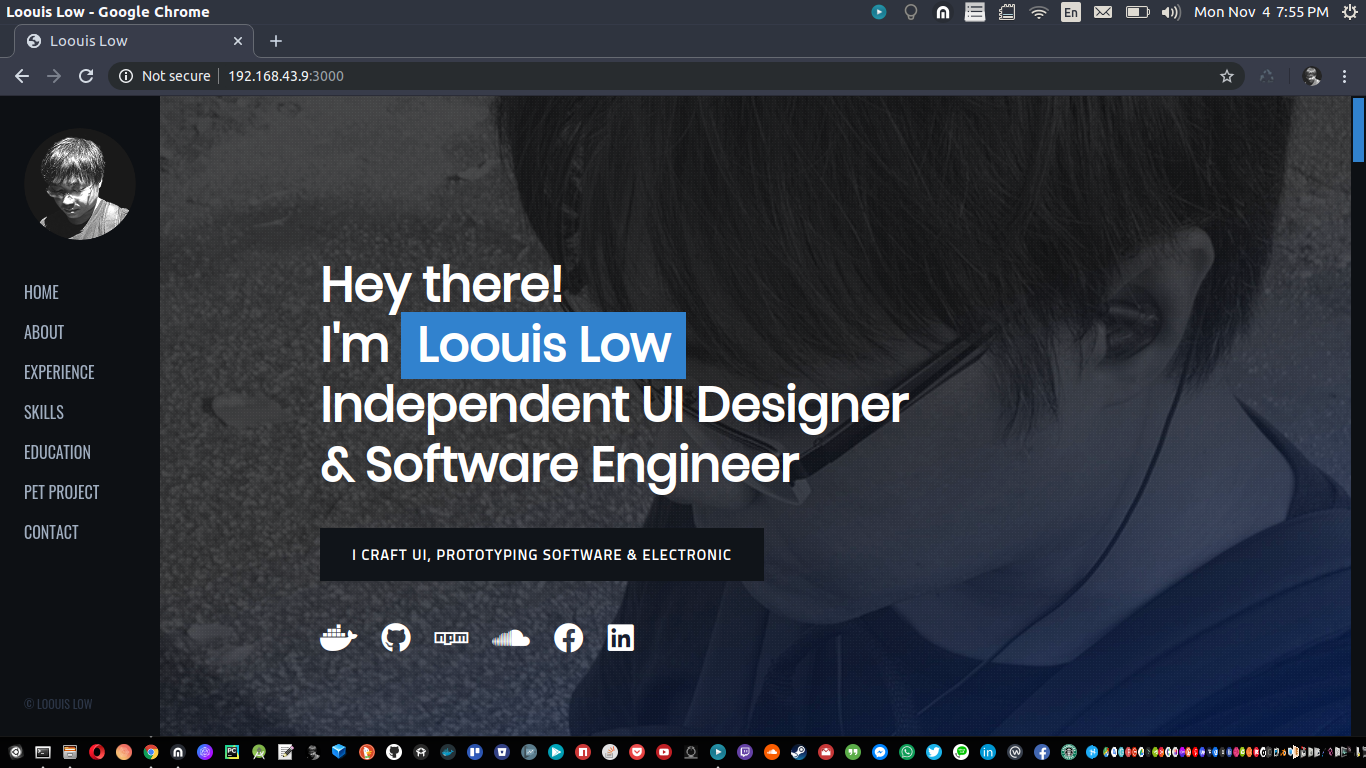 Loouis Low - Google Chrome
En
Mon Nov 4 7:55 PM
Loouis Low
Not secure
192.168.43.9:3000
HOME
ABOUT
EXPERIENCE
SKILLS
EDUCATION
PET PROJECT
CONTACT
© LOOUIS LOW
Hey there!
I'm Loouis Low
Independent UI Designer
& Software Engineer
I CRAFT UI, PROTOTYPING SOFTWARE & ELECTRONIC
npm
in